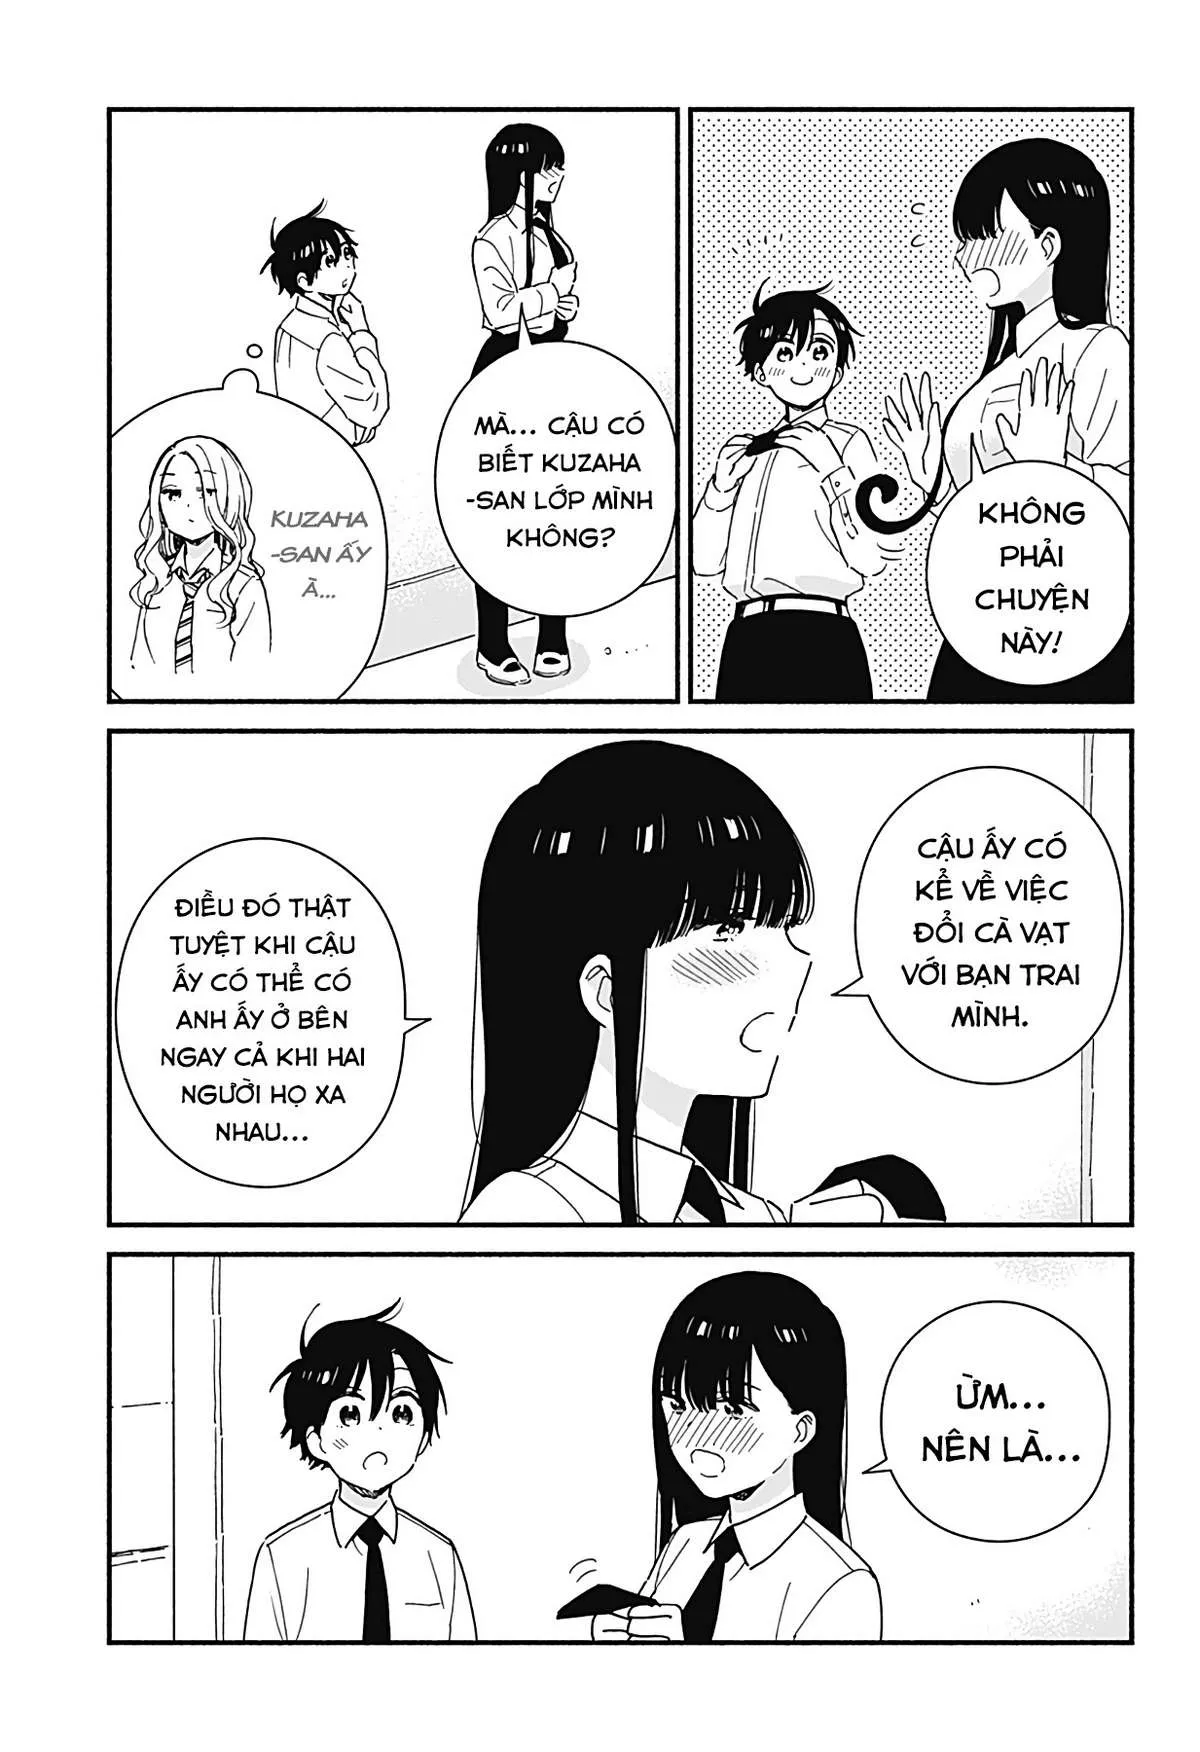 KHÔNG
PHẢI
CHUYỆN
NÀY!
MÀ... CẬU CÓ
BIẾT KUZAHA
-SAN LỚP MÌNH
KHÔNG?
KUZAHA
-SAN ẤY
À...
CẬU ẤY CÓ
KỂ VỀ VIỆC
ĐỔI CÀ VẠT
VỚI BẠN TRAI
MÌNH.
ĐIỀU ĐÓ THẬT
TUYỆT KHI CẬU
ẤY CÓ THỂ CÓ
ANH ẤY Ở BÊN
NGAY CẢ KHI HAI
NGƯỜI HỌ XA
NHAU...
ỪM...
NÊN LÀ...